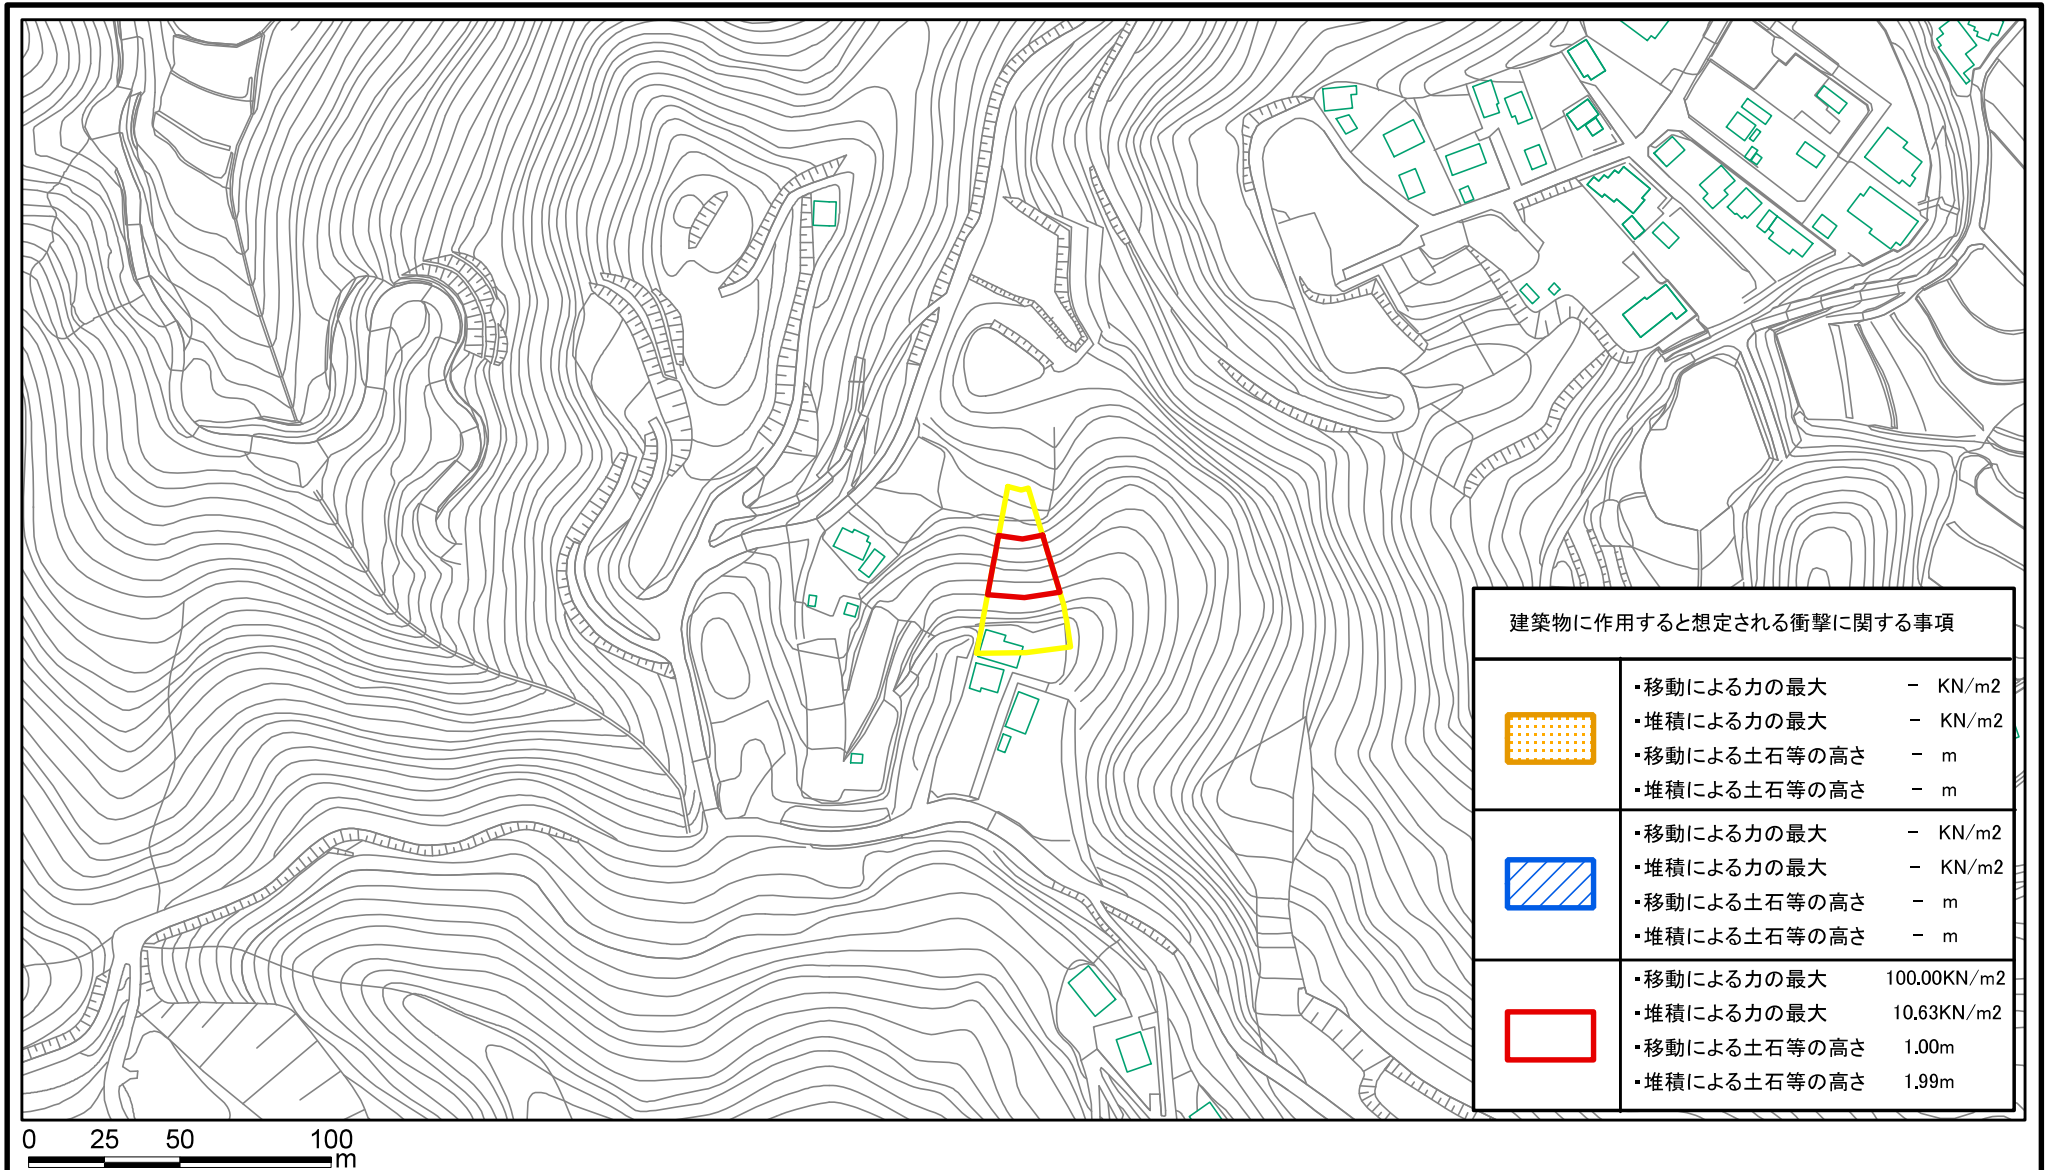 建築物に作用すると想定される衝撃に関する事項
・移動による力の最大 － KN/m2
・堆積による力の最大 － KN/m2
・移動による土石等の高さ － m
・堆積による土石等の高さ － m
・移動による力の最大 － KN/m2
・堆積による力の最大 － KN/m2
・移動による土石等の高さ － m
・堆積による土石等の高さ － m
・移動による力の最大 100.00KN/m2
・堆積による力の最大 10.63KN/m2
・移動による土石等の高さ 1.00m
・堆積による土石等の高さ 1.99m
0 25 50 100
m